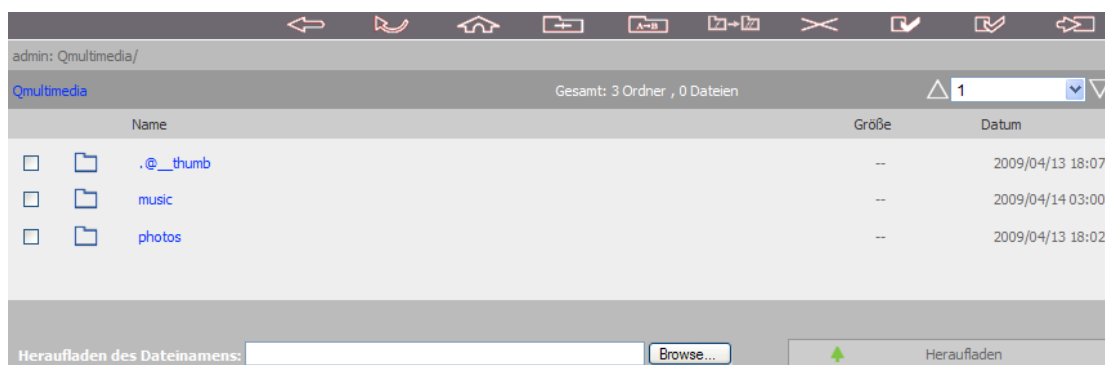 A→B
admin: Qmultimedia/
Qmultimedia Gesamt: 3 Ordner , 0 Dateien 1
Name Größe Datum
.@__thumb -- 2009/04/13 18:07
music -- 2009/04/14 03:00
photos -- 2009/04/13 18:02
Heraufladen des Dateinamens: Browse... Heraufladen